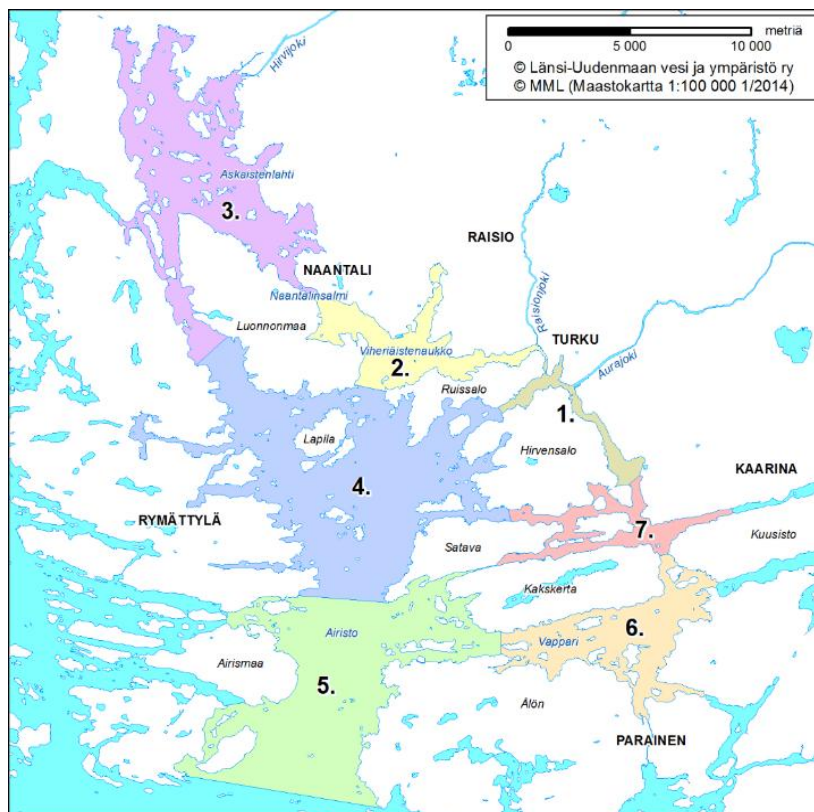 metriä
0 5 000 10 000
© Länsi-Uudenmaan vesi ja ympäristö ry
© MML (Maastokartta 1:100 000 1/2014)
Hirvijoki
Askaistenlahti
3.
RAISIO
NAANTALI
Naantalinsalmi
Raisionjoki
Luonnonmaa
TURKU
Viheriäistenaukko
2.
Aurajoki
Ruissalo
1.
Lapila
Hirvensalo
KAARINA
4.
RYMÄTTYLÄ
7.
Kuusisto
Satava
Kakskerta
Airisto
Vappari
6.
Airismaa
5.
Ålön
PARAINEN